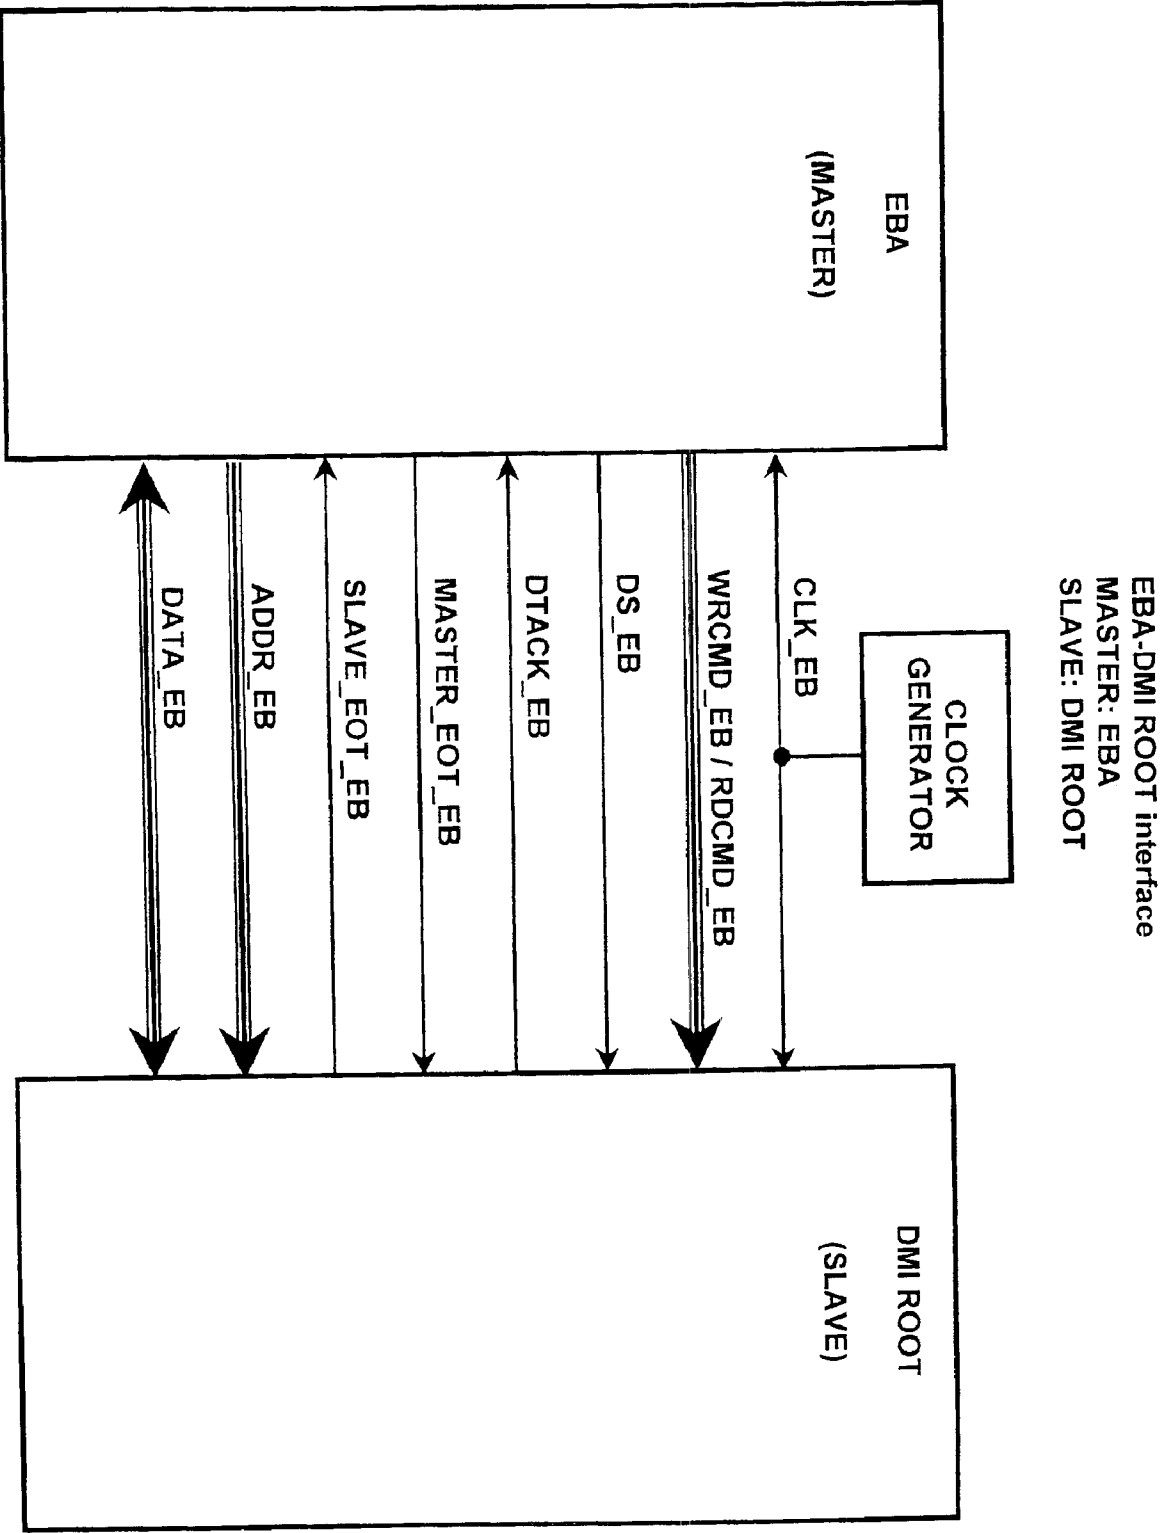 EBA-DMI ROOT interface
MASTER: EBA
SLAVE: DMI ROOT
CLOCK
GENERATOR
EBA
(MASTER)
DMI ROOT
(SLAVE)
CLK_EB
WRCMD_EB / RDCMD_EB
DS_EB
DTACK_EB
MASTER_EOT_EB
SLAVE_EOT_EB
ADDR_EB
DATA_EB